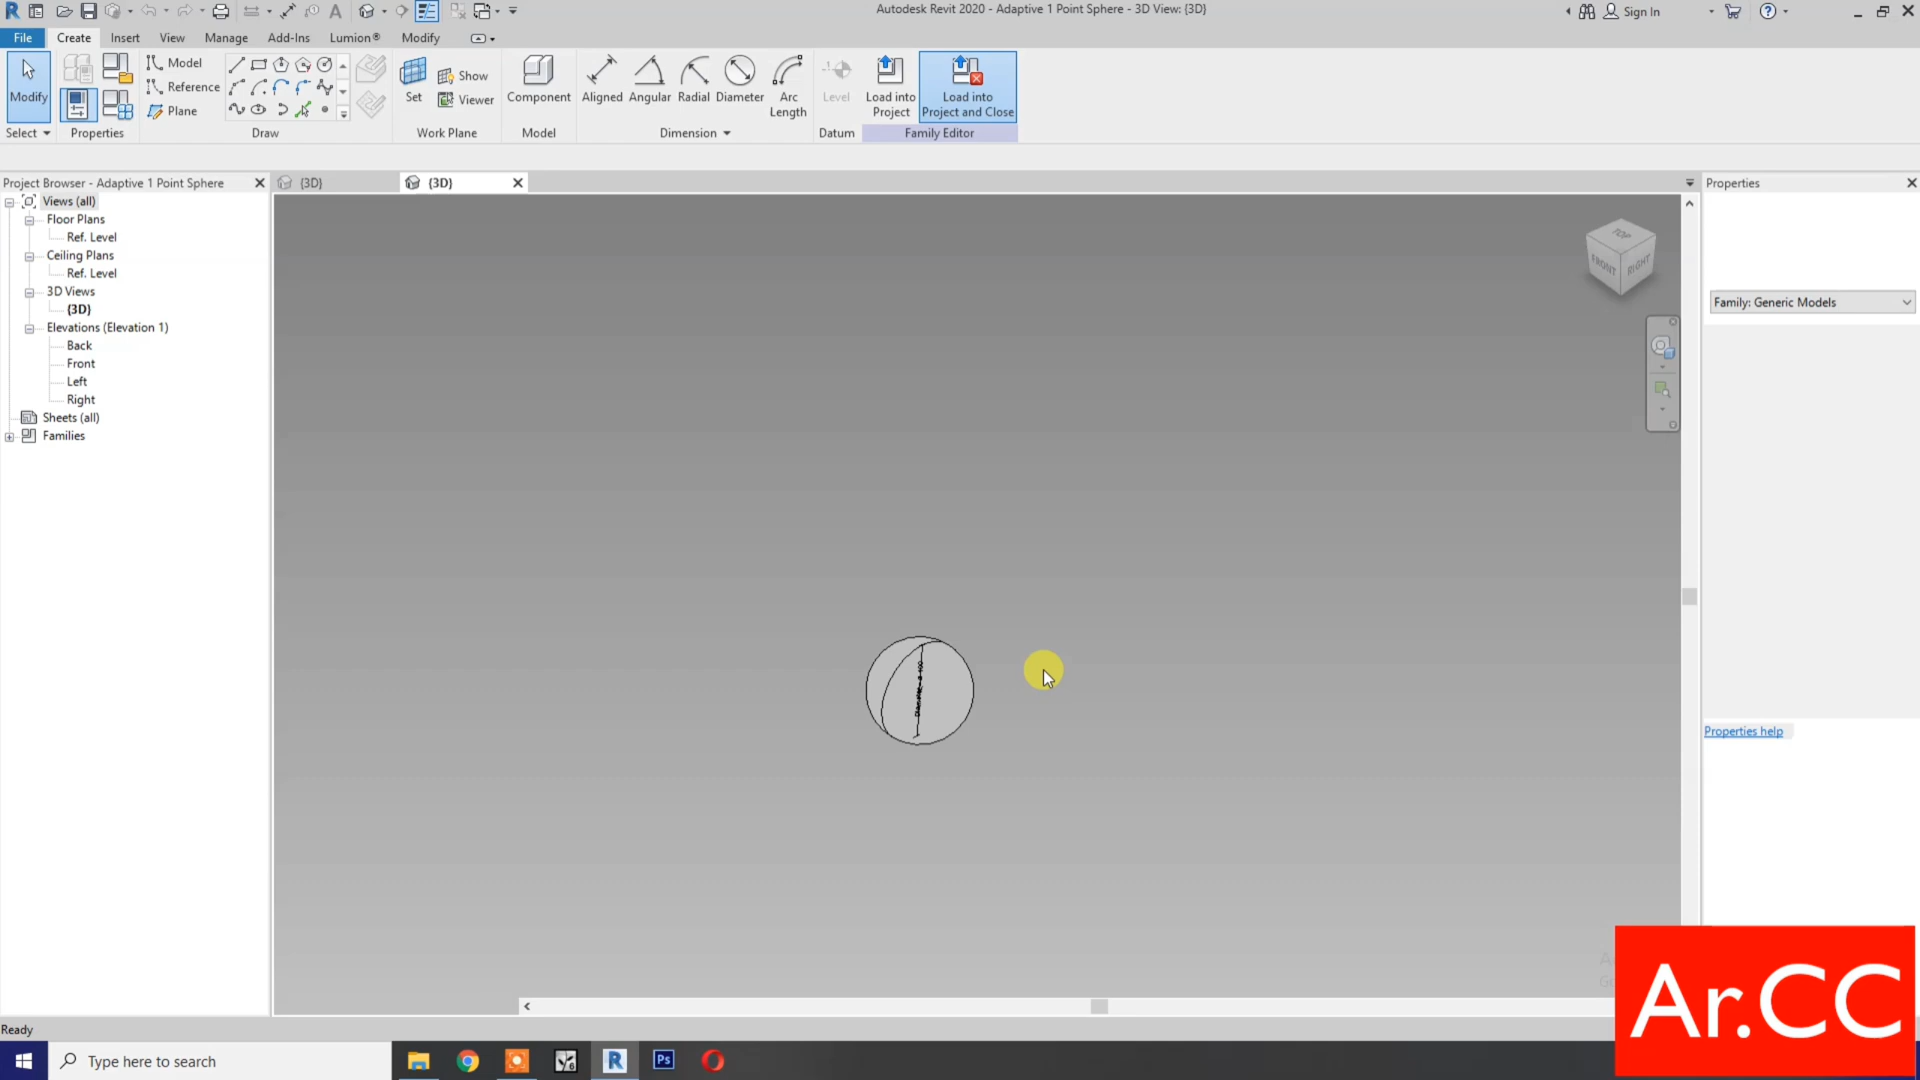 Autodesk Revit 2020 - Adaptive 1 Point Sphere - 3D View: {3D}
Sign In
File Create Insert View Manage Add-Ins Lumion® Modify
Modify
Model
Reference
Plane
Set
Show
Viewer
Component
Aligned Angular Radial Diameter Arc Length
Level
Load into Project
Load into Project and Close
Select Properties Draw Work Plane Model Dimension Datum Family Editor
Project Browser - Adaptive 1 Point Sphere
{3D}
{3D}
Properties
Views (all)
Floor Plans
Ref. Level
Ceiling Plans
Ref. Level
3D Views
{3D}
Elevations (Elevation 1)
Back
Front
Left
Right
Sheets (all)
Families
TOP
FRONT
RIGHT
Family: Generic Models
Properties help
Ar.CC
Ready
Type here to search
6
R
Ps